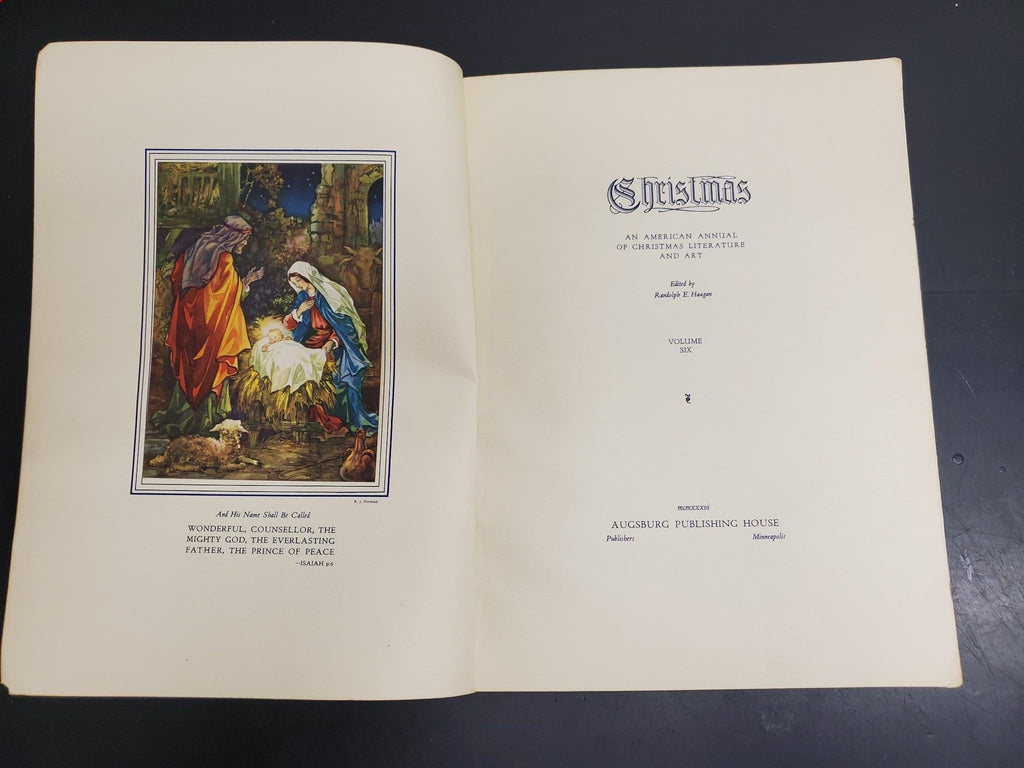 R. J. Norman
And His Name Shall Be Called
WONDERFUL, COUNSELLOR, THE
MIGHTY GOD, THE EVERLASTING
FATHER, THE PRINCE OF PEACE
—ISAIAH 9:6
Christmas
AN AMERICAN ANNUAL
OF CHRISTMAS LITERATURE
AND ART
Edited by
Randolph E. Haugan
VOLUME
SIX
mcmxxxvi
AUGSBURG PUBLISHING HOUSE
Publishers Minneapolis